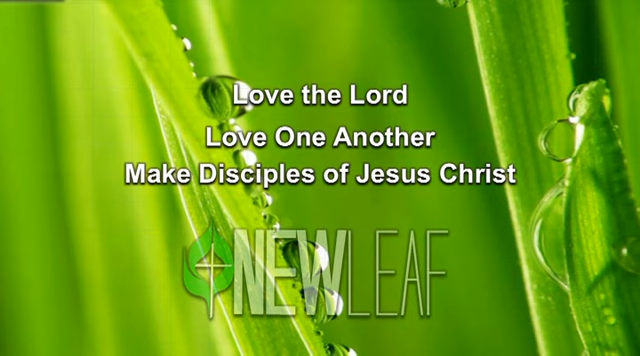 Love the Lord
Love One Another
Make Disciples of Jesus Christ
NEWLEAF